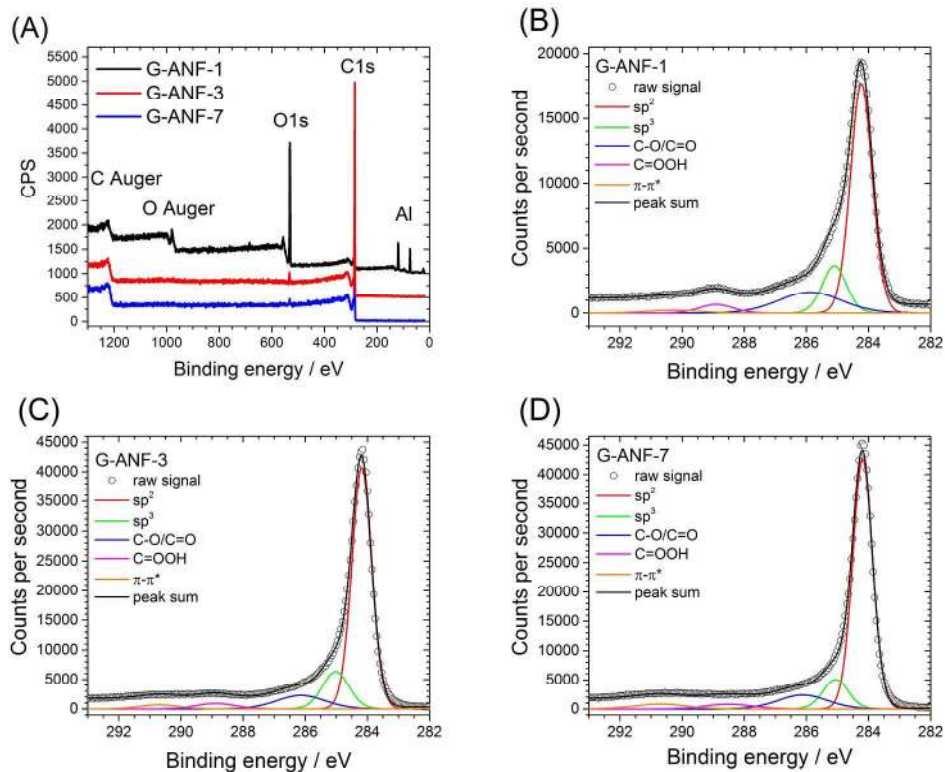 (A)
5500
5000
4500
4000
3500
3000
2500
2000
1500
1000
500
0
CPS
G-ANF-1
G-ANF-3
G-ANF-7
C1s
O1s
C Auger
O Auger
Al
1200 1000 800 600 400 200 0
Binding energy / eV
(B)
20000
15000
10000
5000
0
Counts per second
G-ANF-1
raw signal
sp²
sp³
C-O/C=O
C=OOH
π-π*
peak sum
292 290 288 286 284 282
Binding energy / eV
(C)
45000
40000
35000
30000
25000
20000
15000
10000
5000
0
Counts per second
G-ANF-3
raw signal
sp²
sp³
C-O/C=O
C=OOH
π-π*
peak sum
292 290 288 286 284 282
Binding energy / eV
(D)
45000
40000
35000
30000
25000
20000
15000
10000
5000
0
Counts per second
G-ANF-7
raw signal
sp²
sp³
C-O/C=O
C=OOH
π-π*
peak sum
292 290 288 286 284 282
Binding energy / eV